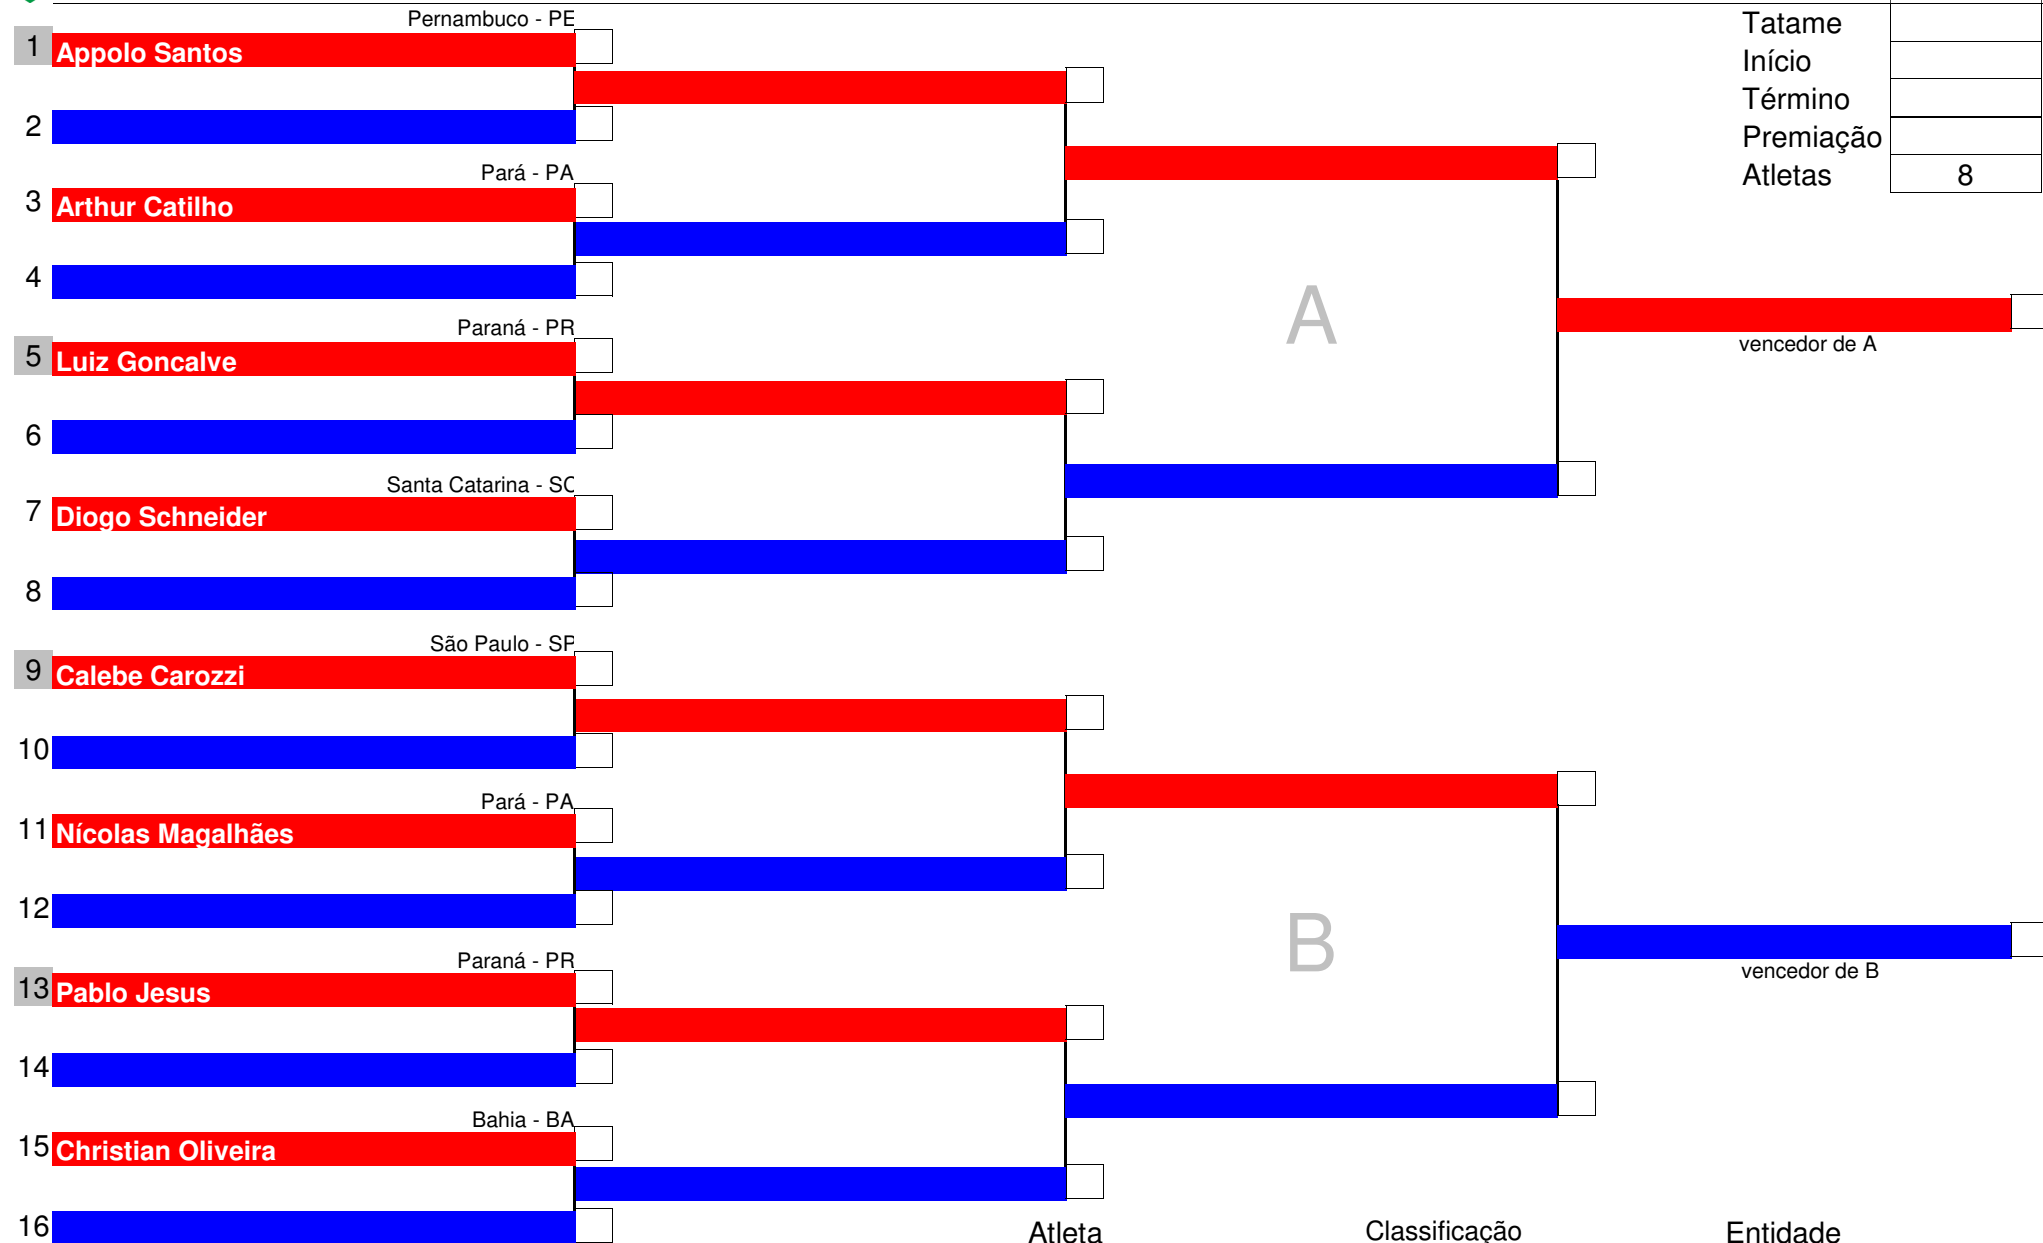 Pernambuco - PE
1 Appolo Santos
2
Pará - PA
3 Arthur Catilho
4
Paraná - PR
5 Luiz Goncalve
6
Santa Catarina - SC
7 Diogo Schneider
8
São Paulo - SP
9 Calebe Carozzi
10
Pará - PA
11 Nícolas Magalhães
12
Paraná - PR
13 Pablo Jesus
14
Bahia - BA
15 Christian Oliveira
16
A
B
vencedor de A
vencedor de B
Tatame
Início
Término
Premiação
Atletas 8
Atleta Classificação Entidade